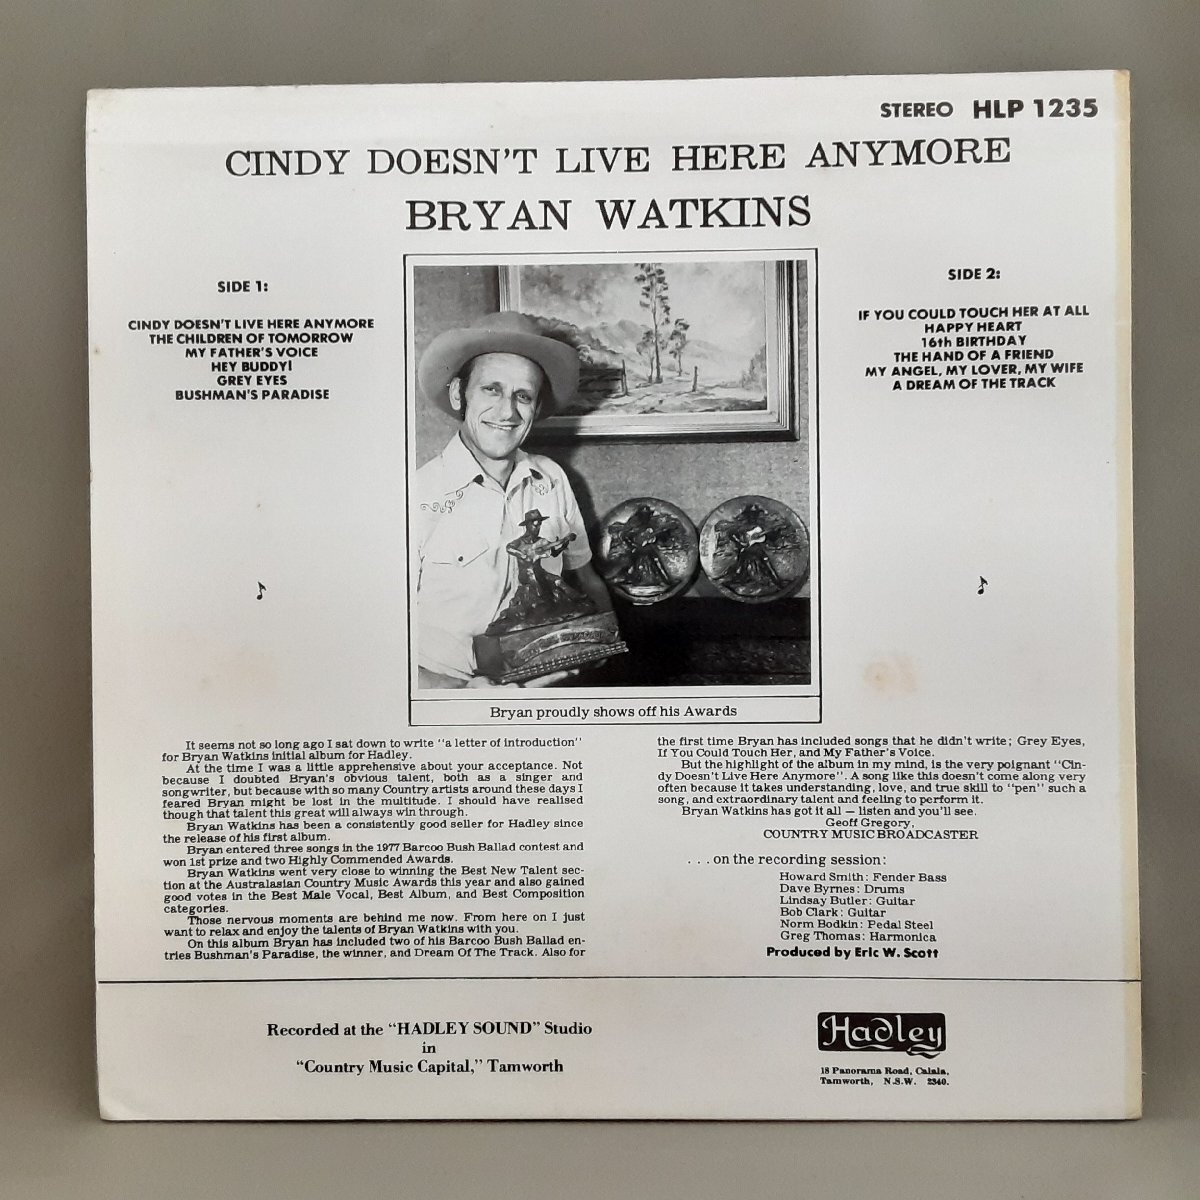 STEREO HLP 1235
CINDY DOESN'T LIVE HERE ANYMORE
BRYAN WATKINS
SIDE 1:
CINDY DOESN'T LIVE HERE ANYMORE
THE CHILDREN OF TOMORROW
MY FATHER'S VOICE
HEY BUDDY!
GREY EYES
BUSHMAN'S PARADISE
SIDE 2:
IF YOU COULD TOUCH HER AT ALL
HAPPY HEART
16th BIRTHDAY
THE HAND OF A FRIEND
MY ANGEL, MY LOVER, MY WIFE
A DREAM OF THE TRACK
Bryan proudly shows off his Awards
It seems not so long ago I sat down to write "a letter of introduction"
for Bryan Watkins initial album for Hadley.
At the time I was a little apprehensive about your acceptance. Not
because I doubted Bryan's obvious talent, both as a singer and
songwriter, but because with so many Country artists around these days I
feared Bryan might be lost in the multitude. I should have realised
though that talent this great will always win through.
Bryan Watkins has been a consistently good seller for Hadley since
the release of his first album.
Bryan entered three songs in the 1977 Barcoo Bush Ballad contest and
won 1st prize and two Highly Commended Awards.
Bryan Watkins went very close to winning the Best New Talent sec-
tion at the Australasian Country Music Awards this year and also gained
good votes in the Best Male Vocal, Best Album, and Best Composition
categories.
Those nervous moments are behind me now. From here on I just
want to relax and enjoy the talents of Bryan Watkins with you.
On this album Bryan has included two of his Barcoo Bush Ballad en-
tries Bushman's Paradise, the winner, and Dream Of The Track. Also for
the first time Bryan has included songs that he didn't write; Grey Eyes,
If You Could Touch Her, and My Father's Voice.
But the highlight of the album in my mind, is the very poignant "Cin-
dy Doesn't Live Here Anymore". A song like this doesn't come along very
often because it takes understanding, love, and true skill to "pen" such a
song, and extraordinary talent and feeling to perform it.
Bryan Watkins has got it all — listen and you'll see.
Geoff Gregory,
COUNTRY MUSIC BROADCASTER
. . . on the recording session:
Howard Smith: Fender Bass
Dave Byrnes: Drums
Lindsay Butler: Guitar
Bob Clark: Guitar
Norm Bodkin: Pedal Steel
Greg Thomas: Harmonica
Produced by Eric W. Scott
Recorded at the "HADLEY SOUND" Studio
in
"Country Music Capital," Tamworth
Hadley
18 Panorama Road, Calala,
Tamworth, N.S.W. 2340.